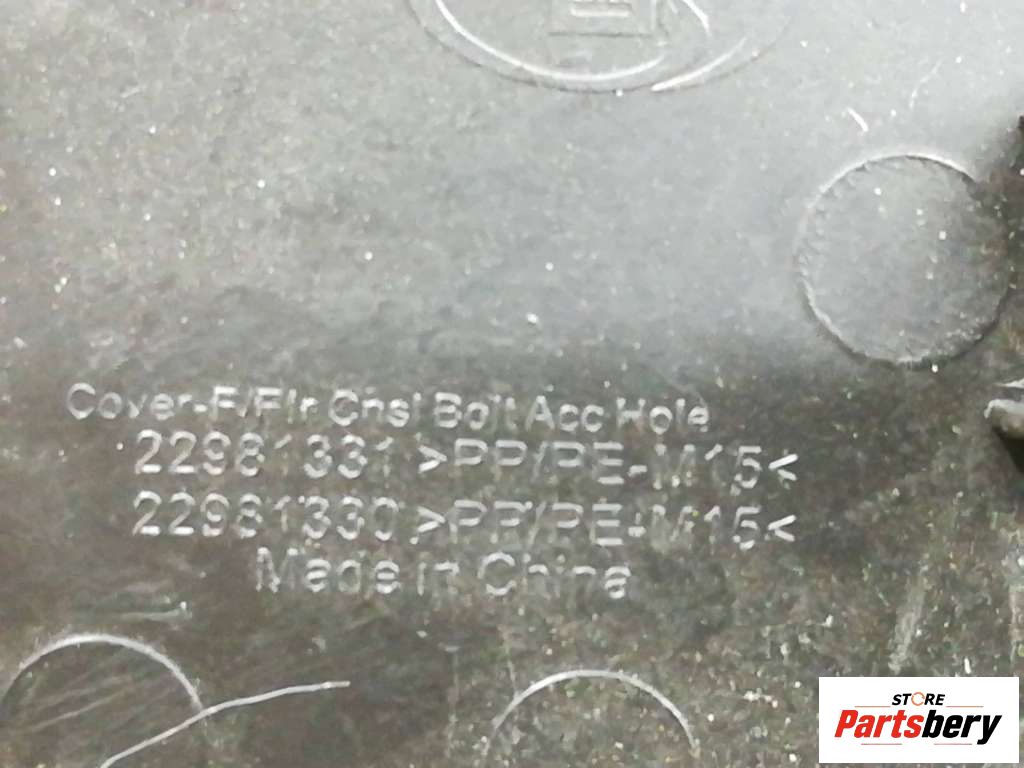 Cover-F/Flr Cnsl Bolt Acc Hole
22981331 >PP/PE-M15<
22981330 >PP/PE-M15<
Made in China
STORE
Partsbery